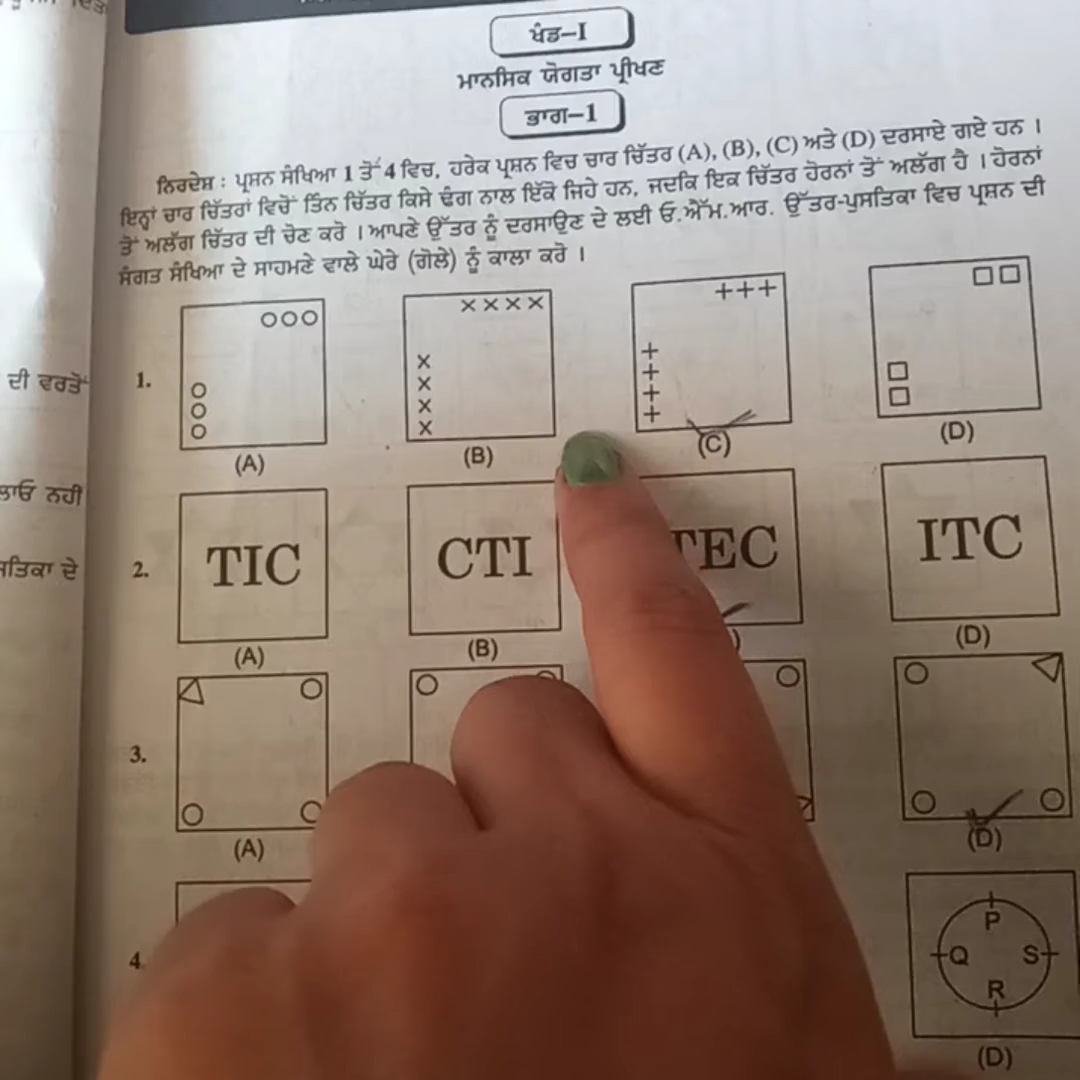 ਖੰਡ–I
ਮਾਨਸਿਕ ਯੋਗਤਾ ਪ੍ਰੀਖਣ
ਭਾਗ–1
ਨਿਰਦੇਸ਼ : ਪ੍ਰਸ਼ਨ ਸੰਖਿਆ 1 ਤੋਂ 4 ਵਿਚ, ਹਰੇਕ ਪ੍ਰਸ਼ਨ ਵਿਚ ਚਾਰ ਚਿੱਤਰ (A), (B), (C) ਅਤੇ (D) ਦਰਸਾਏ ਗਏ ਹਨ ।
ਇਨ੍ਹਾਂ ਚਾਰ ਚਿੱਤਰਾਂ ਵਿਚੋਂ ਤਿੰਨ ਚਿੱਤਰ ਕਿਸੇ ਢੰਗ ਨਾਲ ਇੱਕੋ ਜਿਹੇ ਹਨ, ਜਦਕਿ ਇਕ ਚਿੱਤਰ ਹੋਰਨਾਂ ਤੋਂ ਅਲੱਗ ਹੈ । ਹੋਰਨਾਂ
ਤੋਂ ਅਲੱਗ ਚਿੱਤਰ ਦੀ ਚੋਣ ਕਰੋ । ਆਪਣੇ ਉੱਤਰ ਨੂੰ ਦਰਸਾਉਣ ਦੇ ਲਈ ਓ.ਐੱਮ.ਆਰ. ਉੱਤਰ-ਪੁਸਤਿਕਾ ਵਿਚ ਪ੍ਰਸ਼ਨ ਦੀ
ਸੰਗਤ ਸੰਖਿਆ ਦੇ ਸਾਹਮਣੇ ਵਾਲੇ ਘੇਰੇ (ਗੋਲੇ) ਨੂੰ ਕਾਲਾ ਕਰੋ ।
ਦੀ ਵਰਤੋਂ
1.
(A) (B) (C) (D)
ਨਹੀਂ
ਦੇ
2. TIC CTI TEC ITC
(A) (B) (D)
3.
(A) (D)
4.
P
Q S
R
(D)